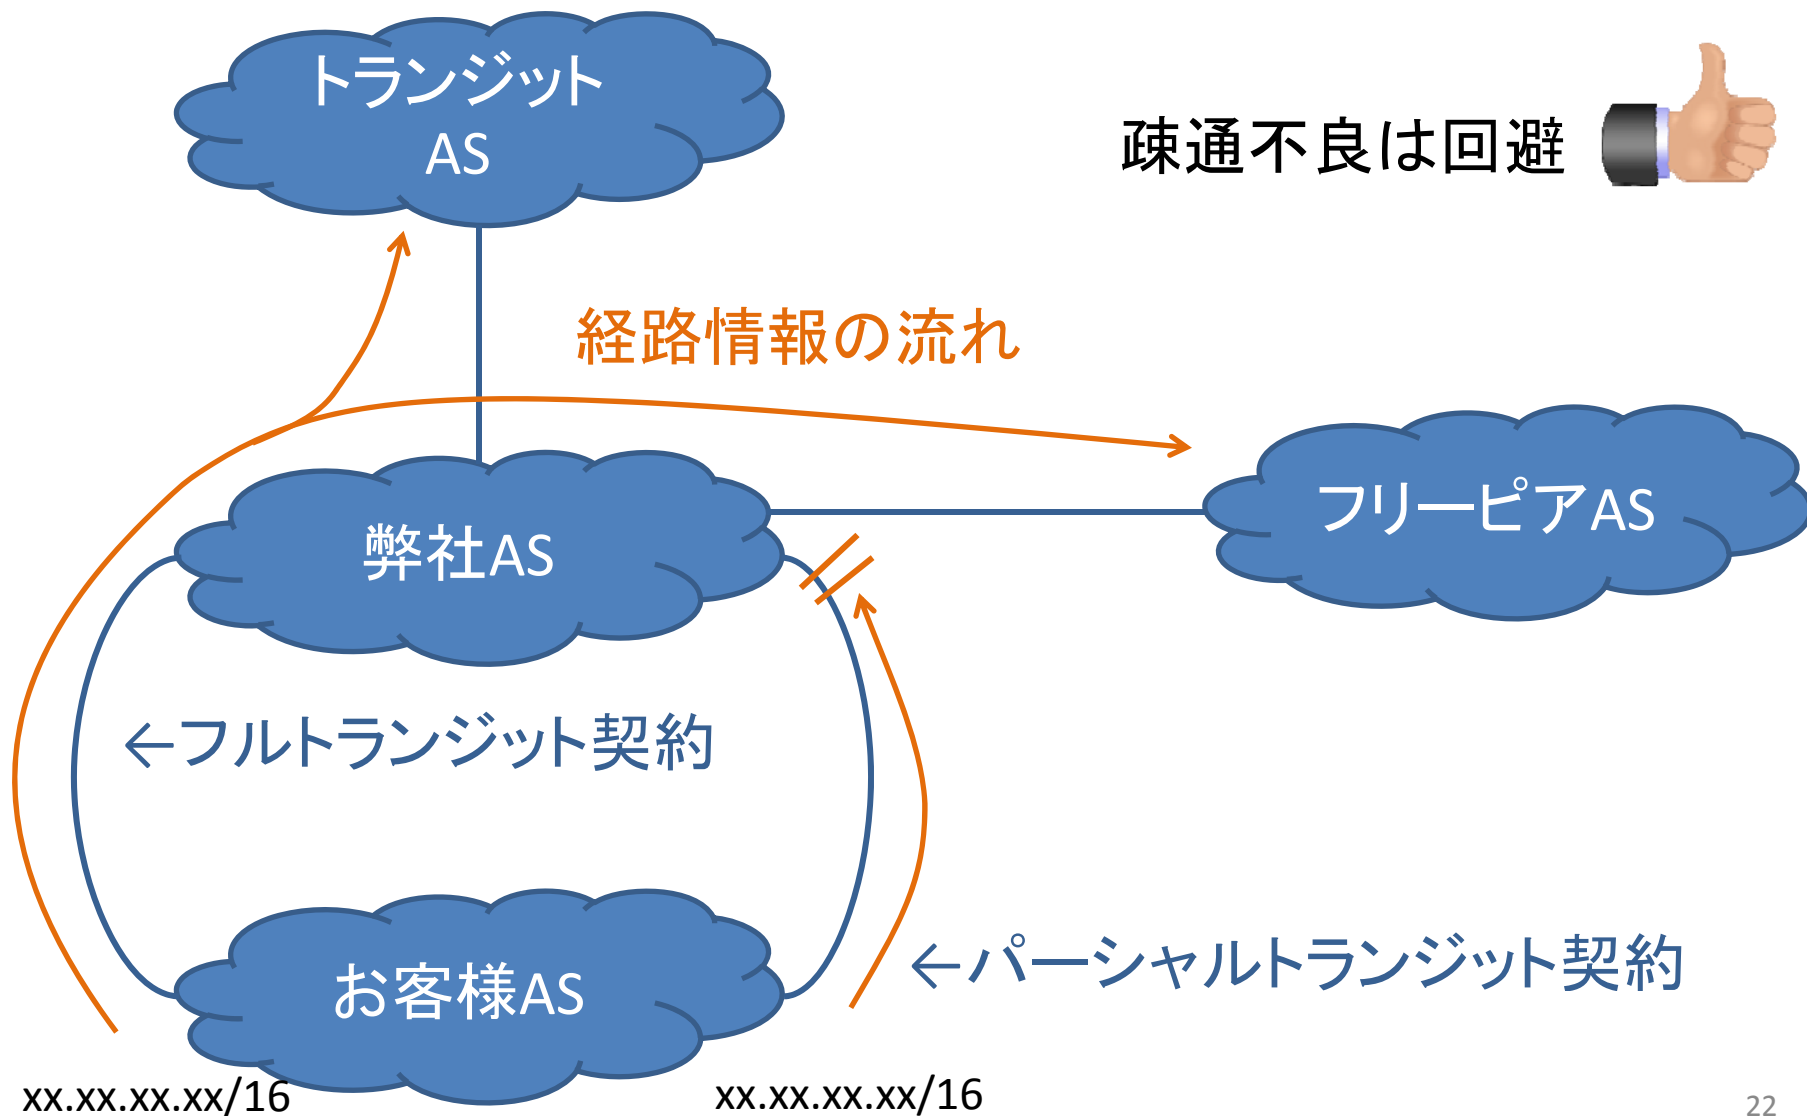 トランジット
AS
疎通不良は回避
経路情報の流れ
フリーピアAS
弊社AS
←フルトランジット契約
←パーシャルトランジット契約
お客様AS
xx.xx.xx.xx/16
xx.xx.xx.xx/16
22